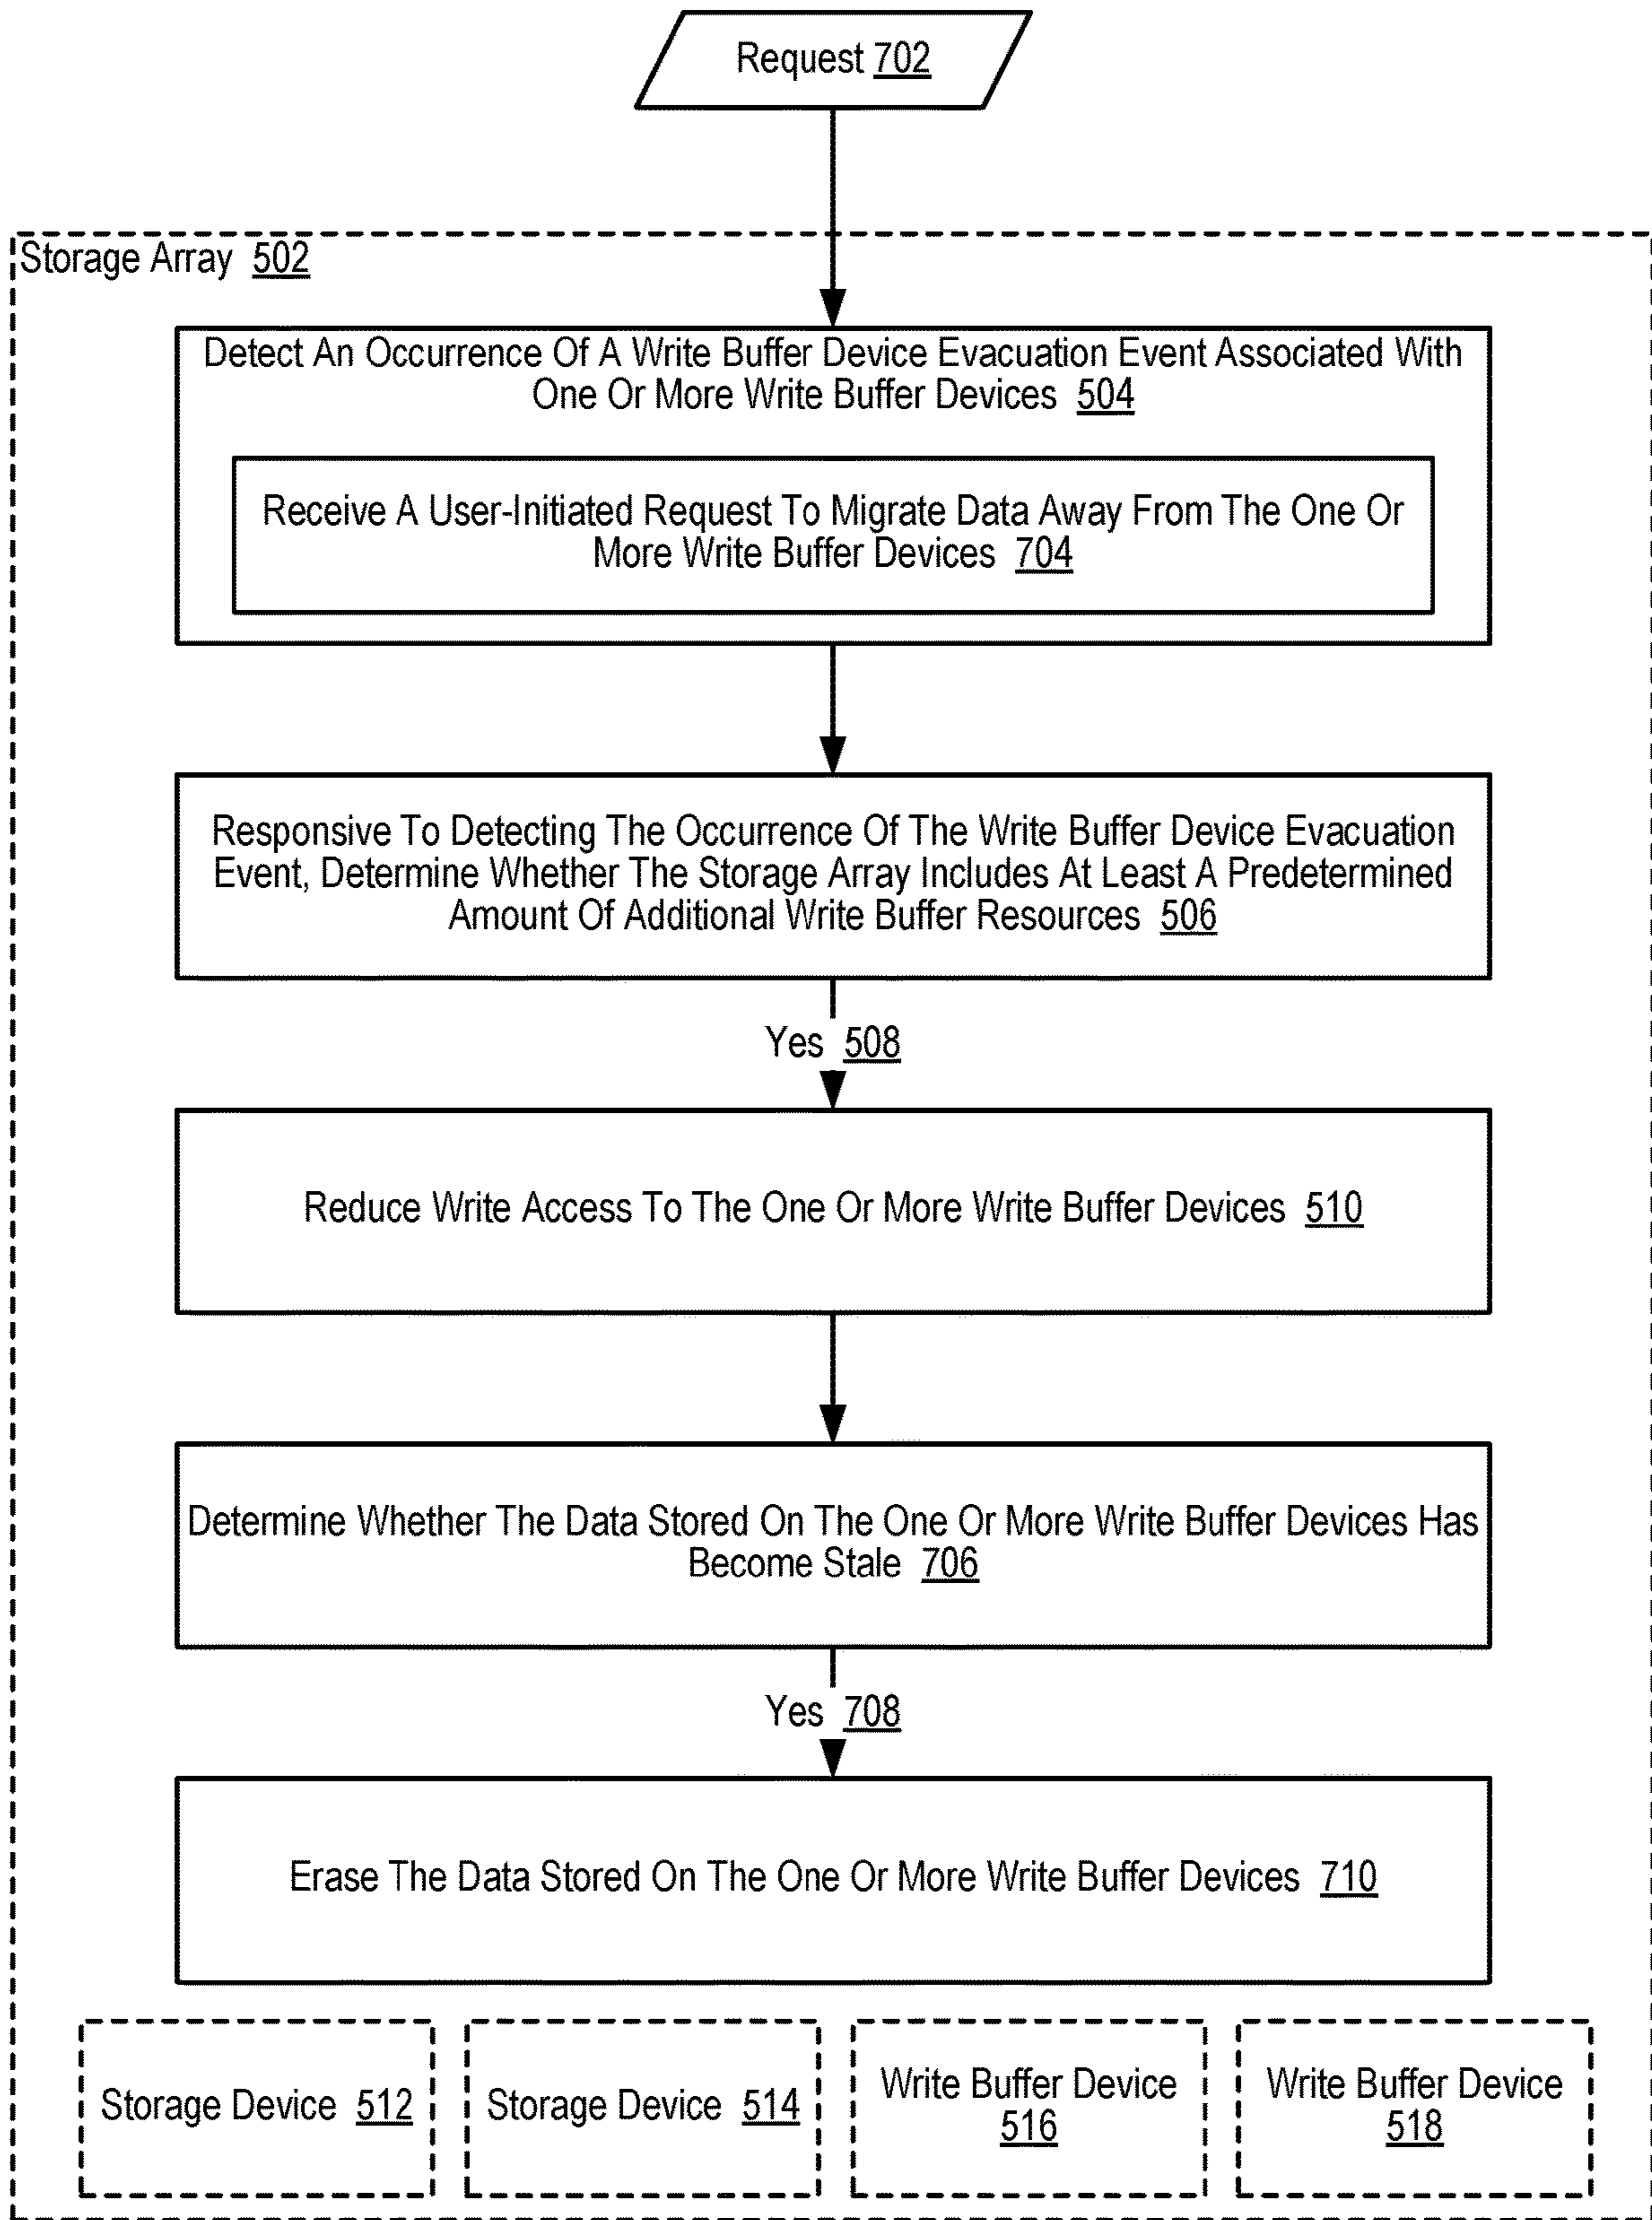 Request 702
Storage Array 502
Detect An Occurrence Of A Write Buffer Device Evacuation Event Associated With
One Or More Write Buffer Devices 504
Receive A User-Initiated Request To Migrate Data Away From The One Or
More Write Buffer Devices 704
Responsive To Detecting The Occurrence Of The Write Buffer Device Evacuation
Event, Determine Whether The Storage Array Includes At Least A Predetermined
Amount Of Additional Write Buffer Resources 506
Yes 508
Reduce Write Access To The One Or More Write Buffer Devices 510
Determine Whether The Data Stored On The One Or More Write Buffer Devices Has
Become Stale 706
Yes 708
Erase The Data Stored On The One Or More Write Buffer Devices 710
Storage Device 512
Storage Device 514
Write Buffer Device
516
Write Buffer Device
518